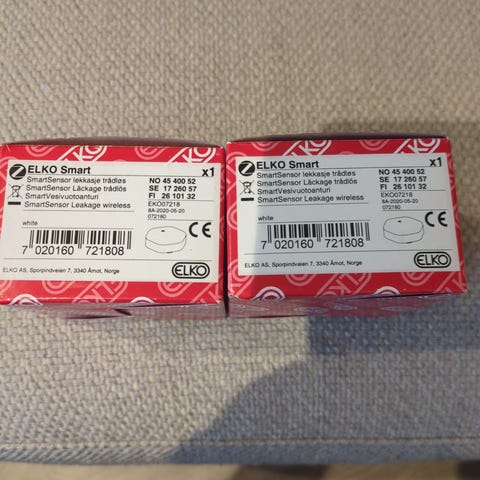 ELKO Smart x1
SmartSensor lekkasje trådløs NO 45 400 52
SmartSensor Läckage trådlös SE 17 260 57
SmartVesivuotoanturi FI 26 101 32
SmartSensor Leakage wireless EKO07218
8A-2020-05-20
072180
white
CE
7 020160 721808
ELKO AS, Sporpindveien 7, 3340 Åmot, Norge
ELKO
ELKO Smart x1
SmartSensor lekkasje trådløs NO 45 400 52
SmartSensor Läckage trådlös SE 17 260 57
SmartVesivuotoanturi FI 26 101 32
SmartSensor Leakage wireless EKO07218
8A-2020-05-20
072180
white
CE
7 020160 721808
ELKO AS, Sporpindveien 7, 3340 Åmot, Norge
ELKO